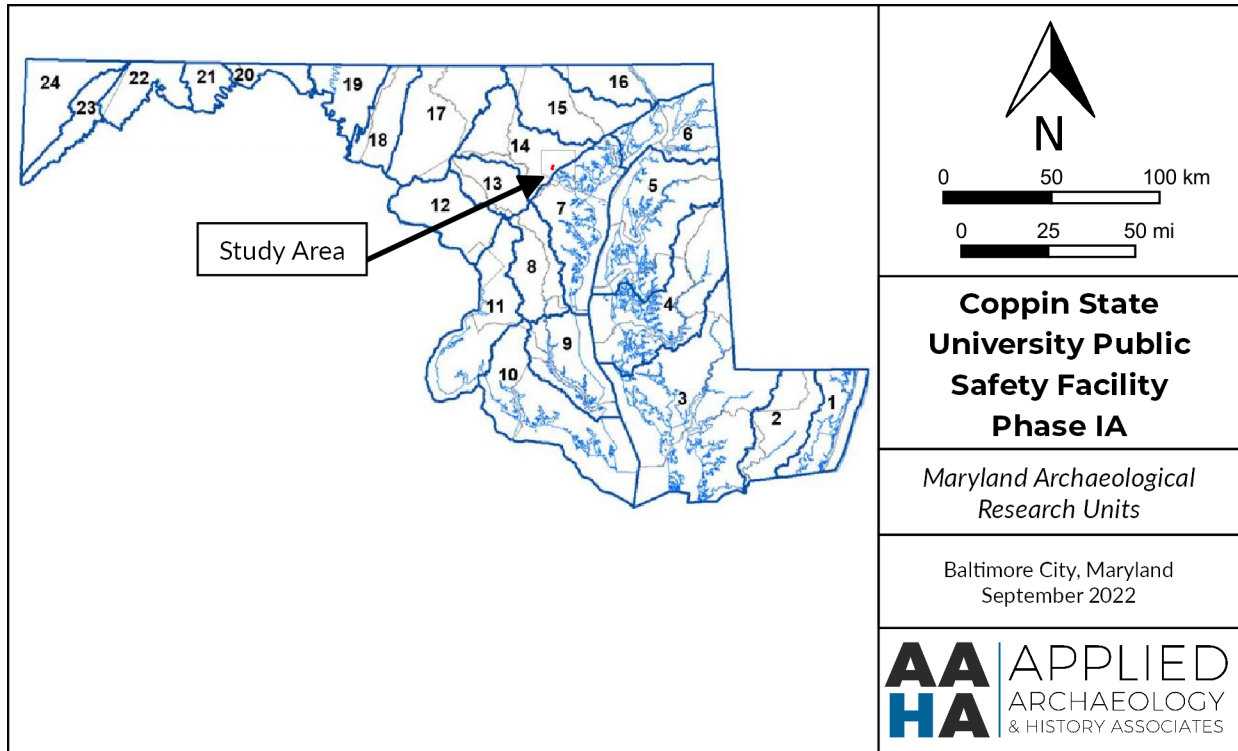 24
23
22
21
20
19
18
17
16
15
14
13
12
11
10
9
8
7
6
5
4
3
2
1
Study Area
N
0 50 100 km
0 25 50 mi
Coppin State
University Public
Safety Facility
Phase IA
Maryland Archaeological
Research Units
Baltimore City, Maryland
September 2022
AA
HA
APPLIED
ARCHAEOLOGY
& HISTORY ASSOCIATES